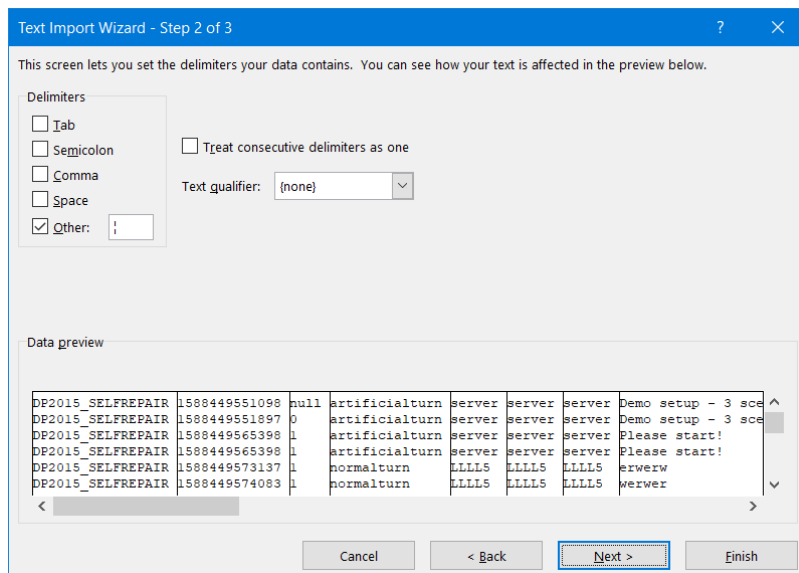 Text Import Wizard - Step 2 of 3 ?
This screen lets you set the delimiters your data contains. You can see how your text is affected in the preview below.
Delimiters
Tab
Semicolon
Comma
Space
Other: ¦
Treat consecutive delimiters as one
Text qualifier: {none}
Data preview
DP2015_SELFREPAIR 1588449551098 null artificialturn server server server Demo setup - 3 sce
DP2015_SELFREPAIR 1588449551897 0 artificialturn server server server Demo setup - 3 sce
DP2015_SELFREPAIR 1588449565398 1 artificialturn server server server Please start!
DP2015_SELFREPAIR 1588449565398 1 artificialturn server server server Please start!
DP2015_SELFREPAIR 1588449573137 1 normalturn LLLL5 LLLL5 LLLL5 erwerw
DP2015_SELFREPAIR 1588449574083 1 normalturn LLLL5 LLLL5 LLLL5 werwer
Cancel < Back Next > Finish